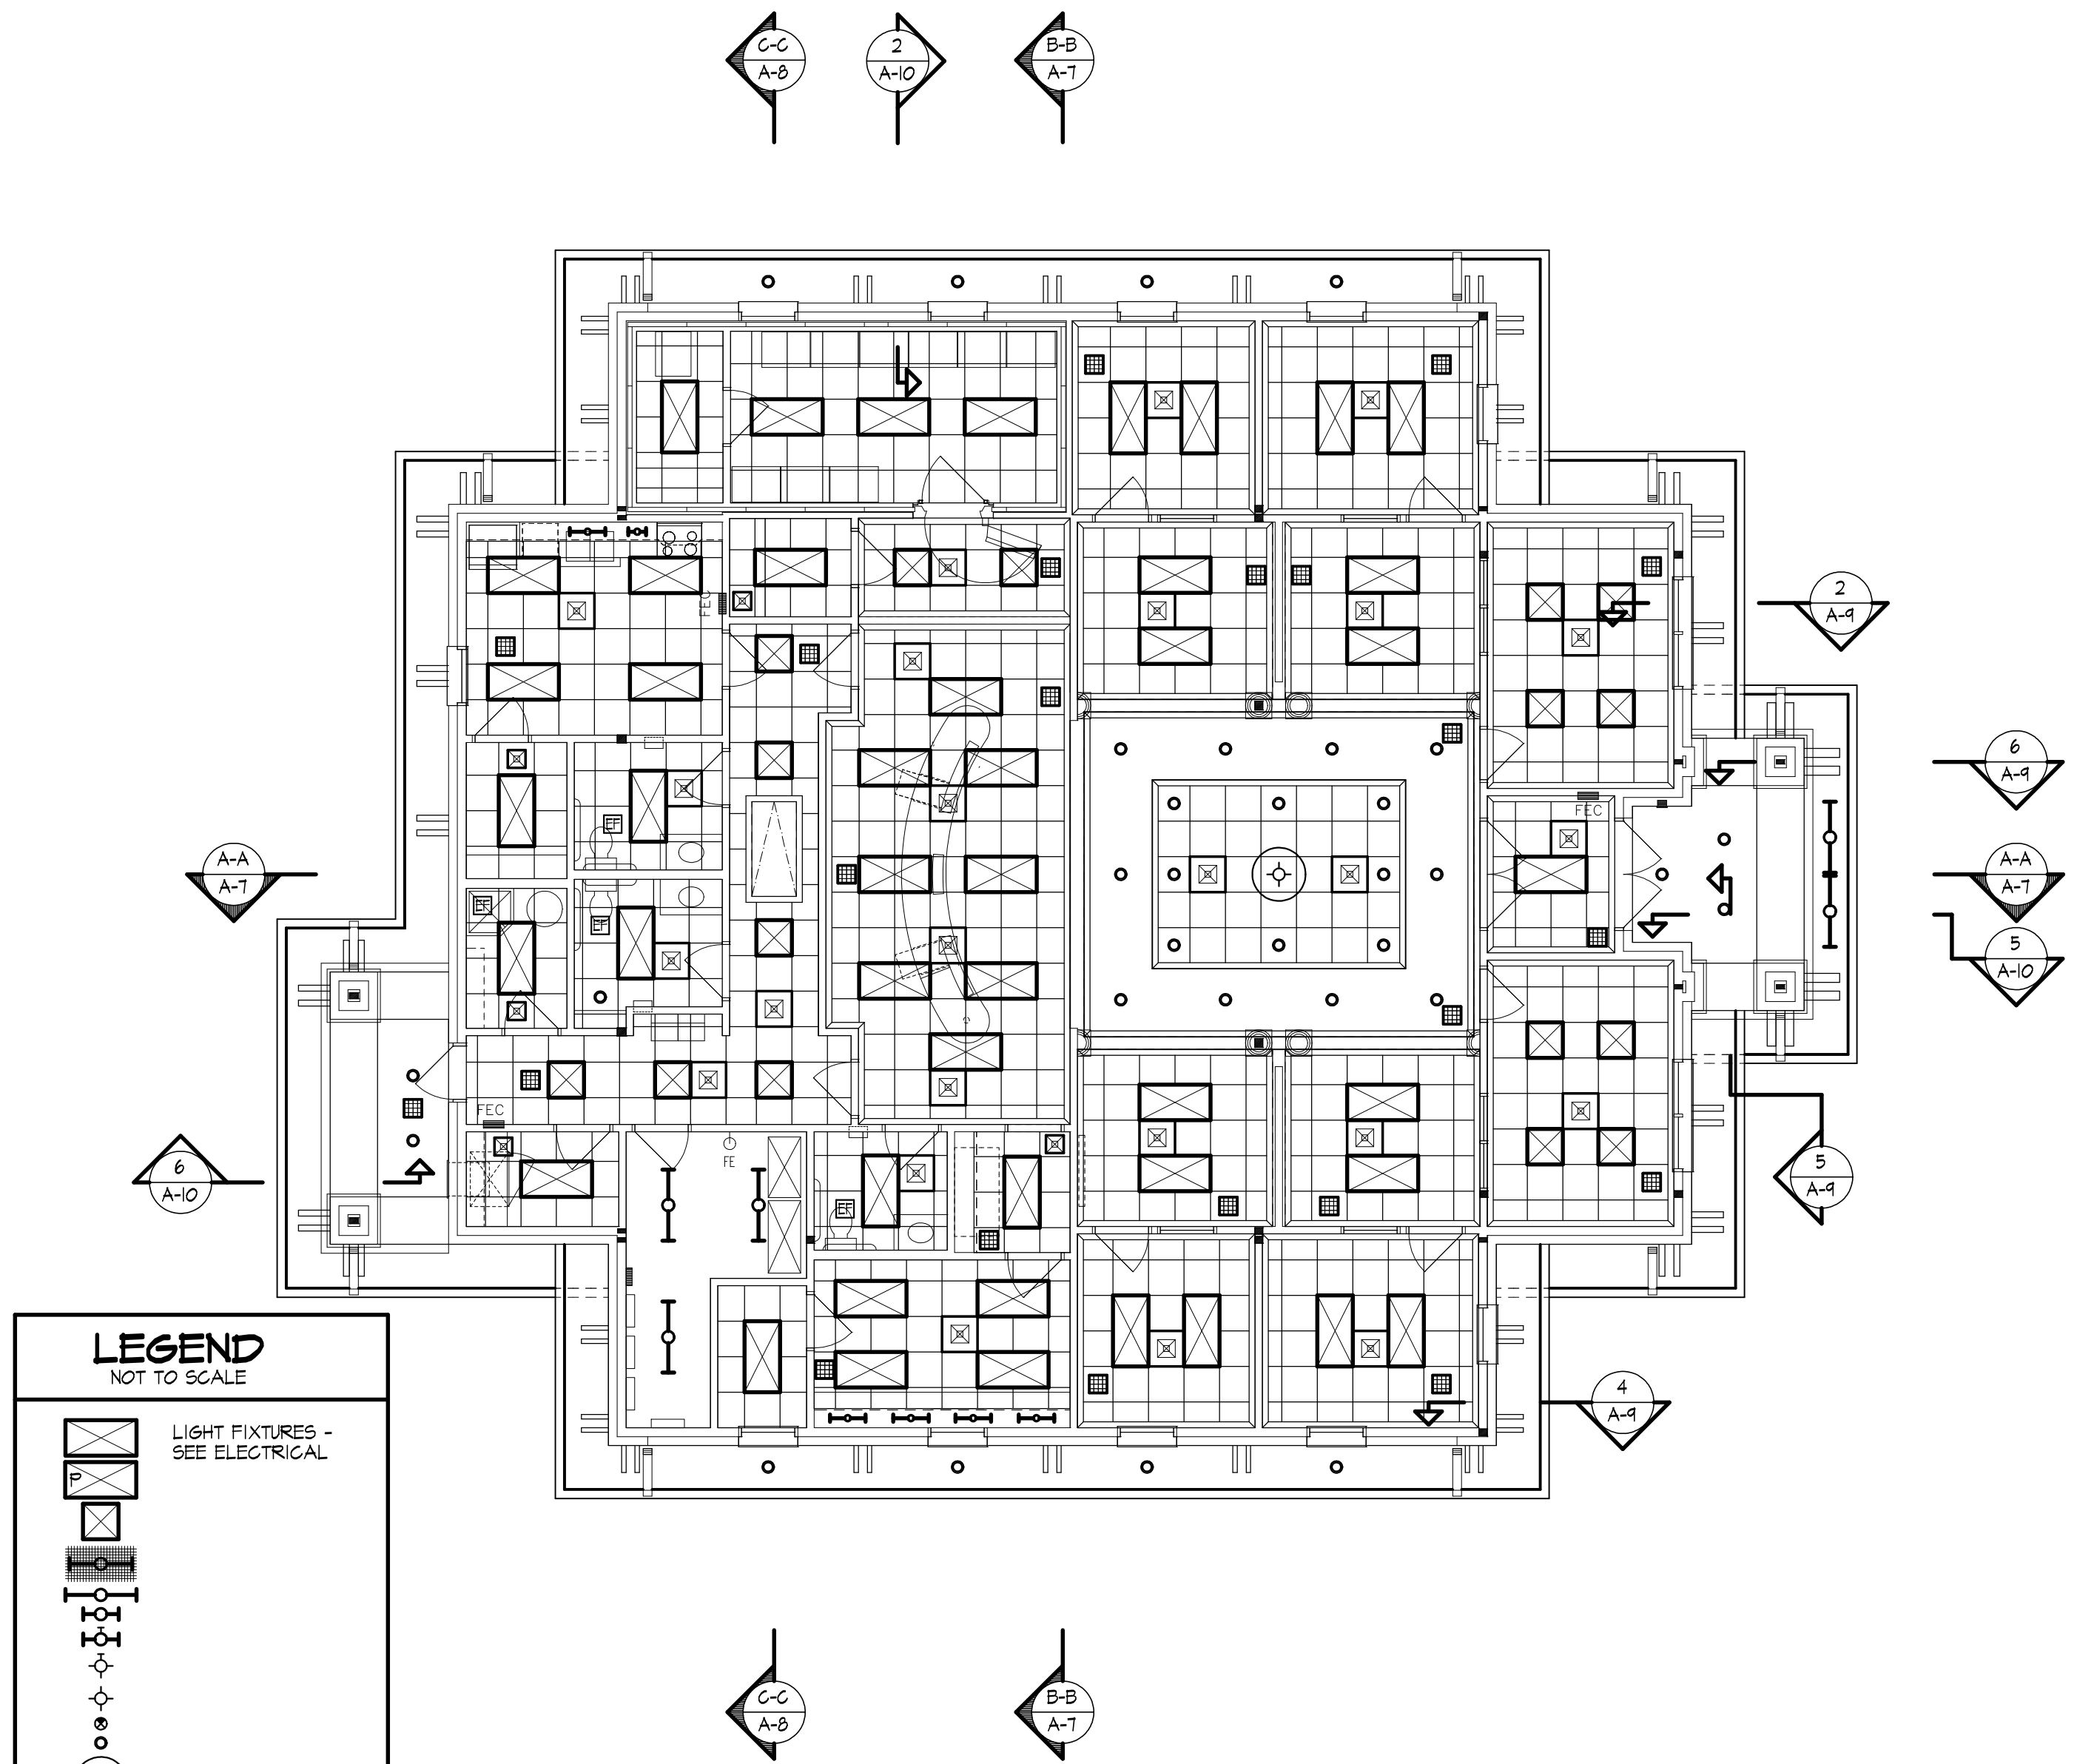 C-C
A-8
2
A-10
B-B
A-7
FEC
2
A-9
6
A-9
FEC
EF
A-A
A-7
A-A
A-7
EF
EF
5
A-10
FEC
6
A-10
FE
EF
5
A-9
LEGEND
NOT TO SCALE
4
A-9
LIGHT FIXTURES -
SEE ELECTRICAL
P
C-C
A-8
B-B
A-7